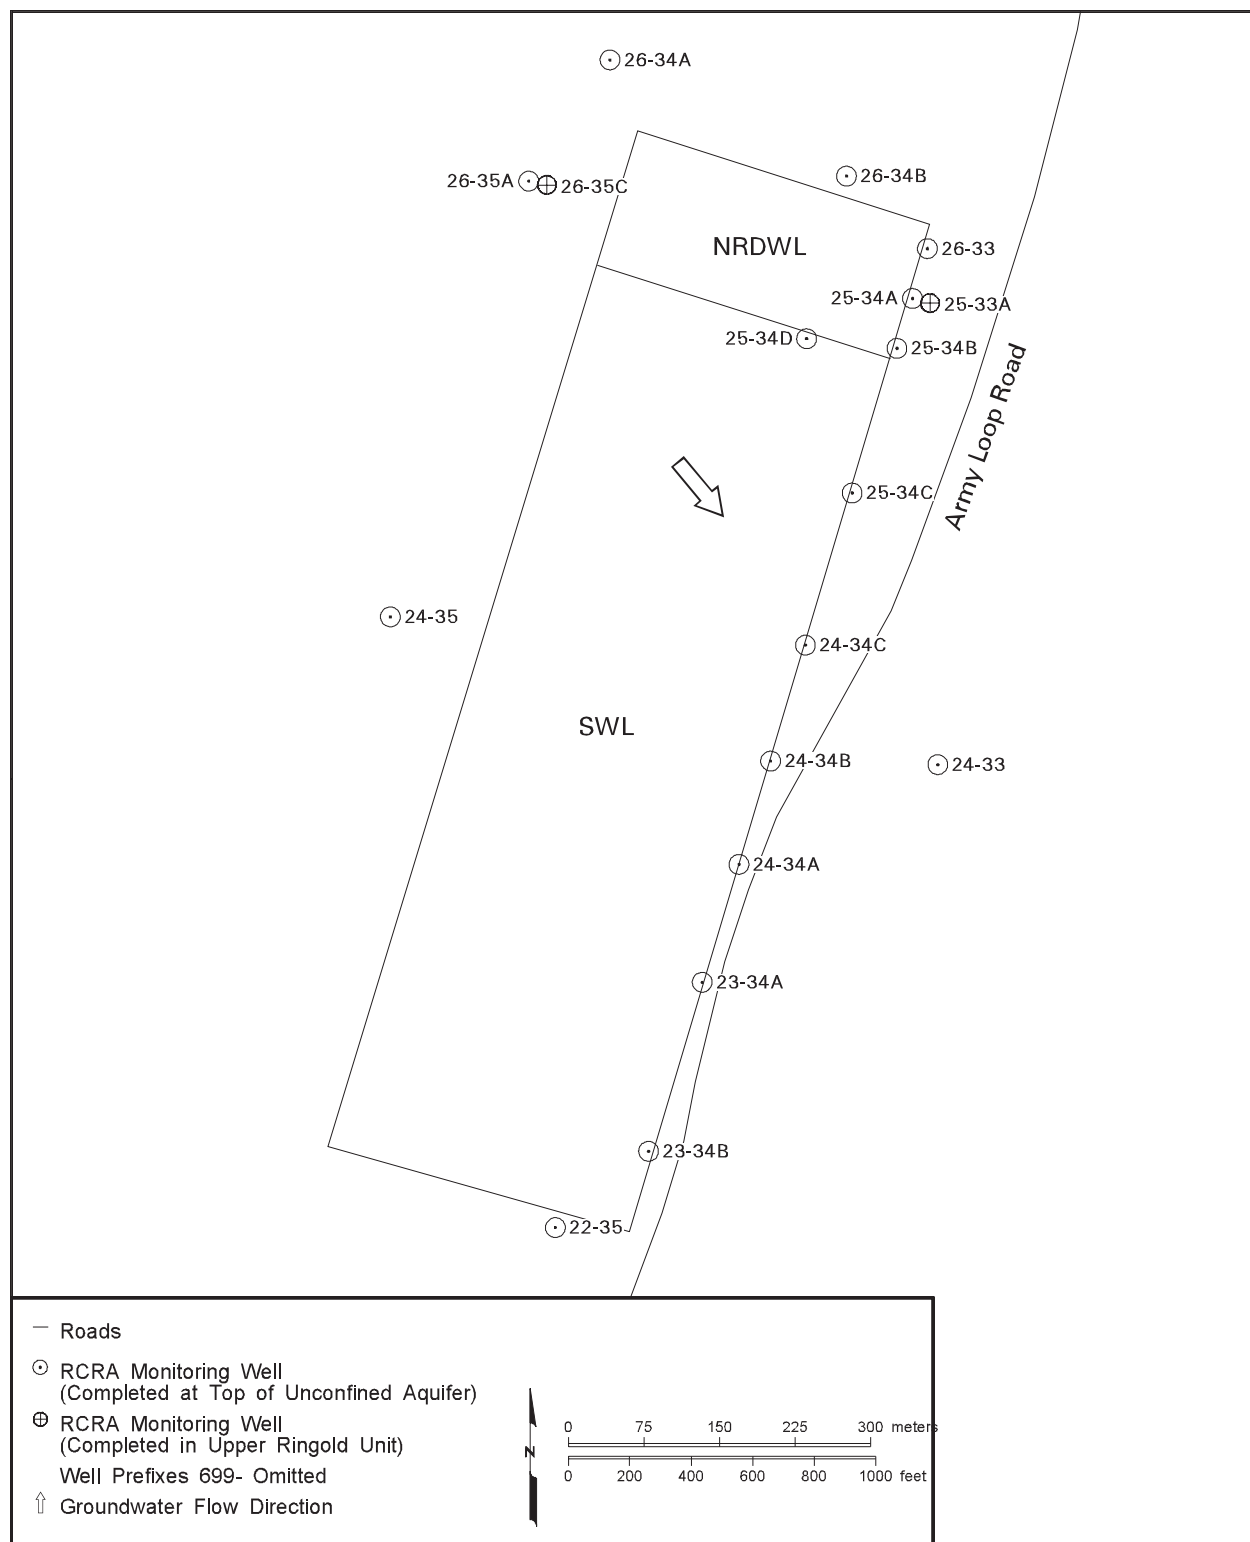 26-34A
26-35A
26-35C
26-34B
NRDWL
26-33
25-34A
25-33A
25-34D
25-34B
Army Loop Road
25-34C
24-35
24-34C
SWL
24-34B
24-33
24-34A
23-34A
23-34B
22-35
Roads
RCRA Monitoring Well
(Completed at Top of Unconfined Aquifer)
RCRA Monitoring Well
(Completed in Upper Ringold Unit)
Well Prefixes 699- Omitted
Groundwater Flow Direction
N
0 75 150 225 300 meters
0 200 400 600 800 1000 feet